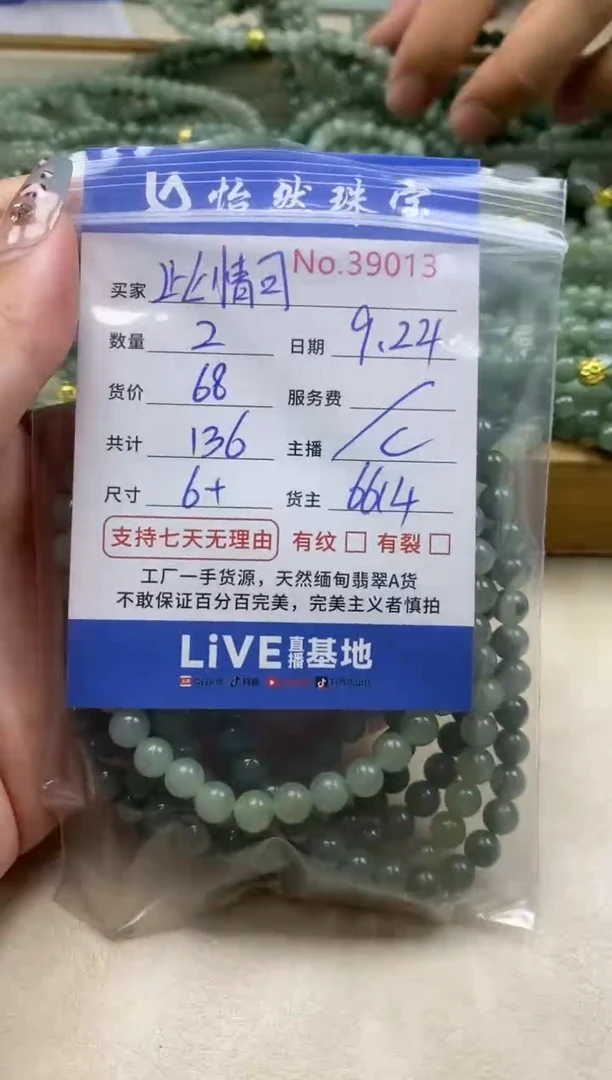 怡然珠宝
No.39013
买家 此情可
数量 2 日期 9.24
货价 68 服务费 /
共计 136 主播 C
尺寸 6+ 货主 6614
支持七天无理由 有纹 有裂
工厂一手货源，天然缅甸翡翠A货
不敢保证百分百完美，完美主义者慎拍
LiVE直播基地